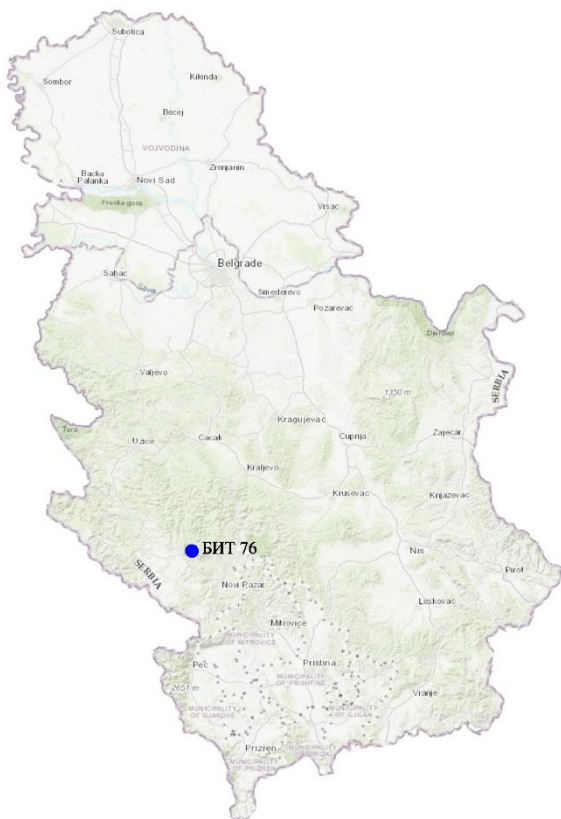 Subotica
Sombor
Kikinda
Becej
VOJVODINA
Zrenjanin
Backa
Palanka
Novi Sad
Fruska gora
Vrsac
Belgrade
Sabac
Sava
Smederevo
Pozarevac
Djerdap
Valjevo
1350 m
SERBIA
Kragujevac
Tara
Uzice
Cacak
Cuprija
Zajecar
Kraljevo
Krusevac
Knjazevac
БИТ 76
Nis
Pirot
SERBIA
Novi Pazar
Leskovac
Mitrovice
MUNICIPALITY
OF MITROVICE
Pristina
Peć
MUNICIPALITY
OF PRISHTINE
2651 m
Vranje
MUNICIPALITY
OF GJAKOVE
MUNICIPALITY
OF GJILAN
Prizren
MUNICIPALITY
OF PRIZREN